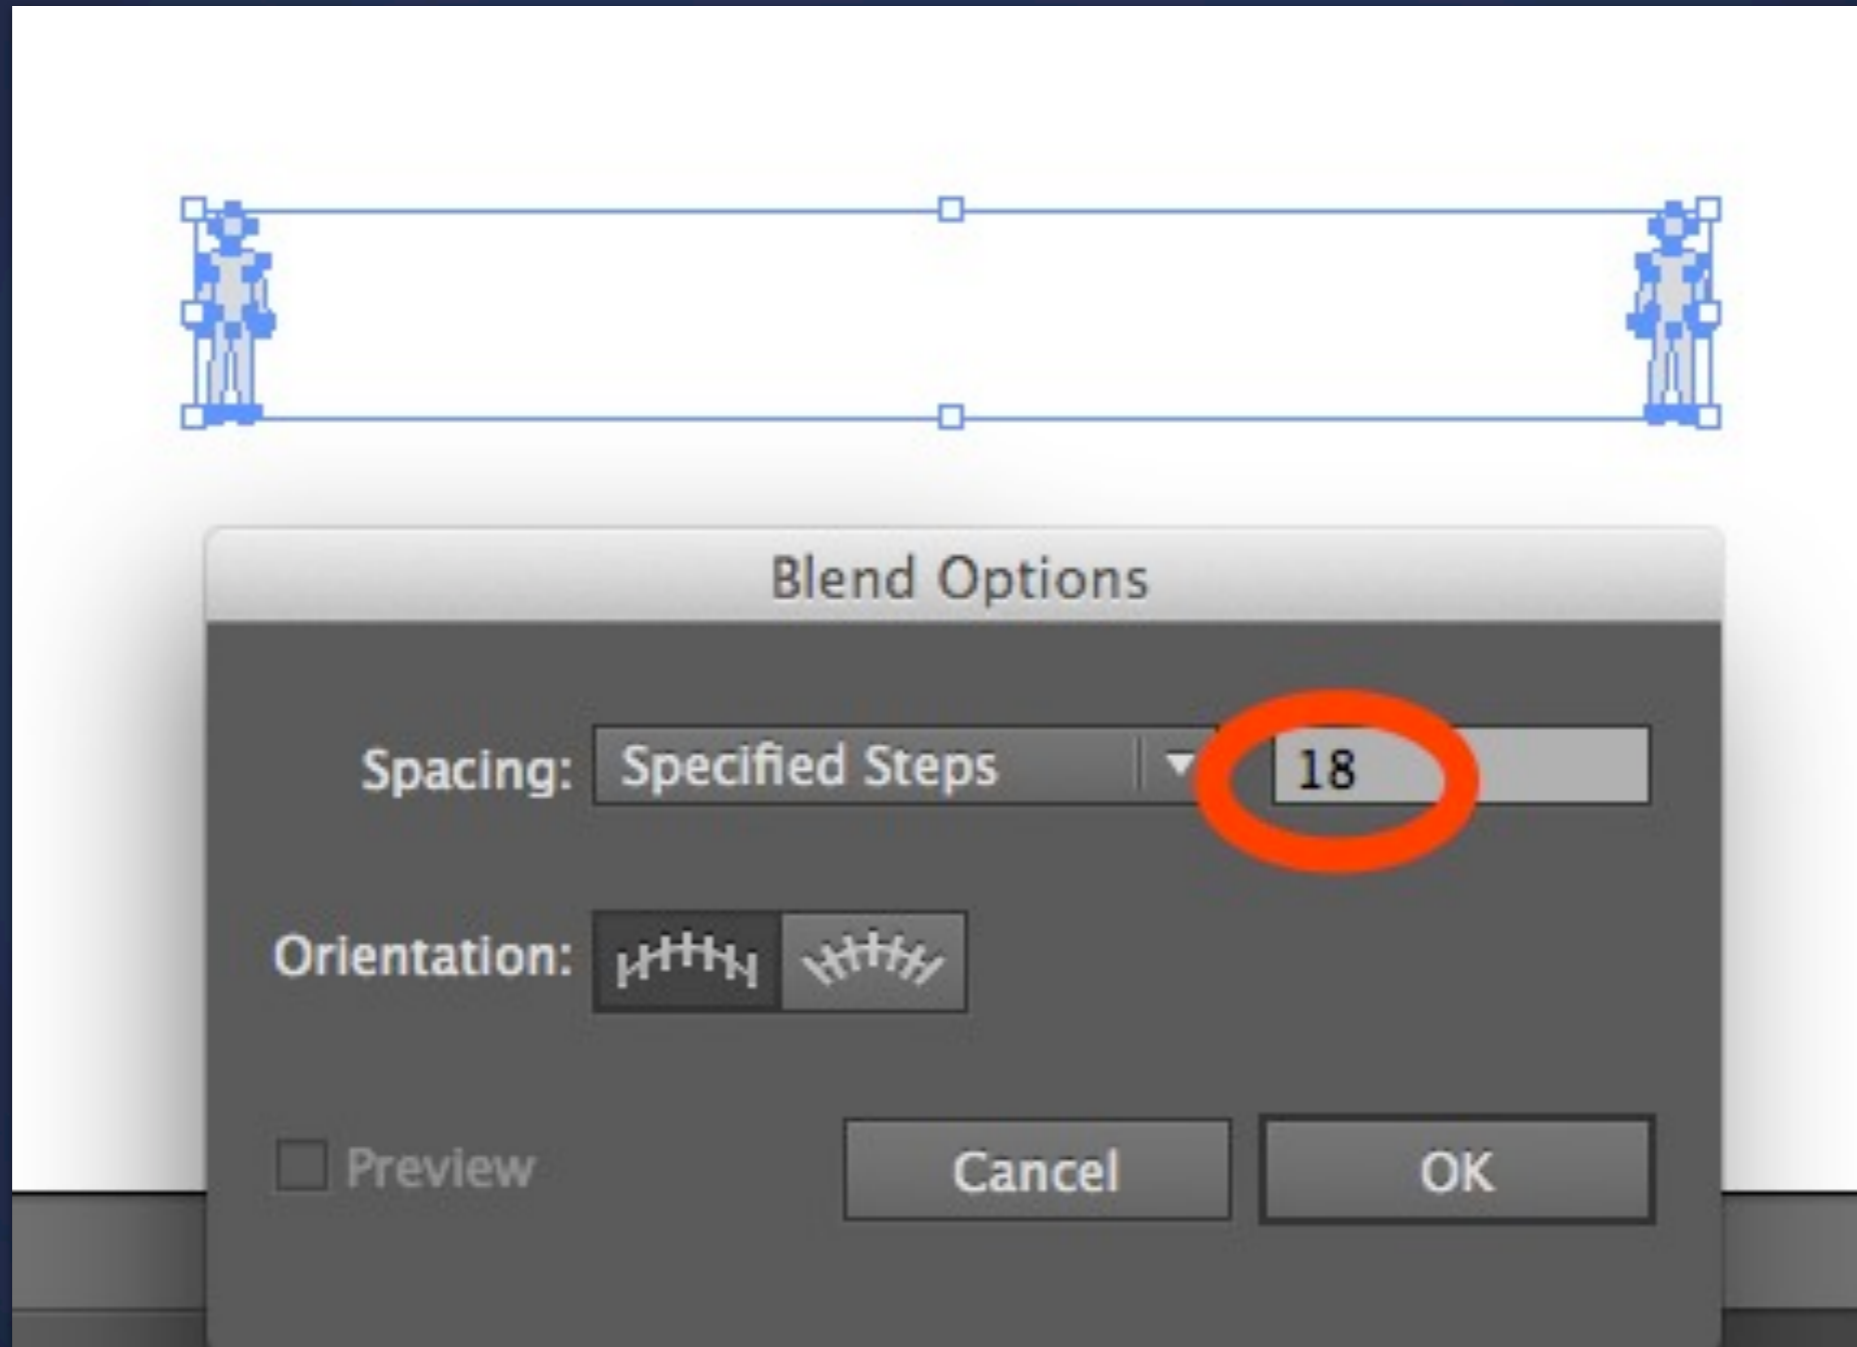 Blend Options
Spacing: Specified Steps 18
Orientation:
Preview Cancel OK